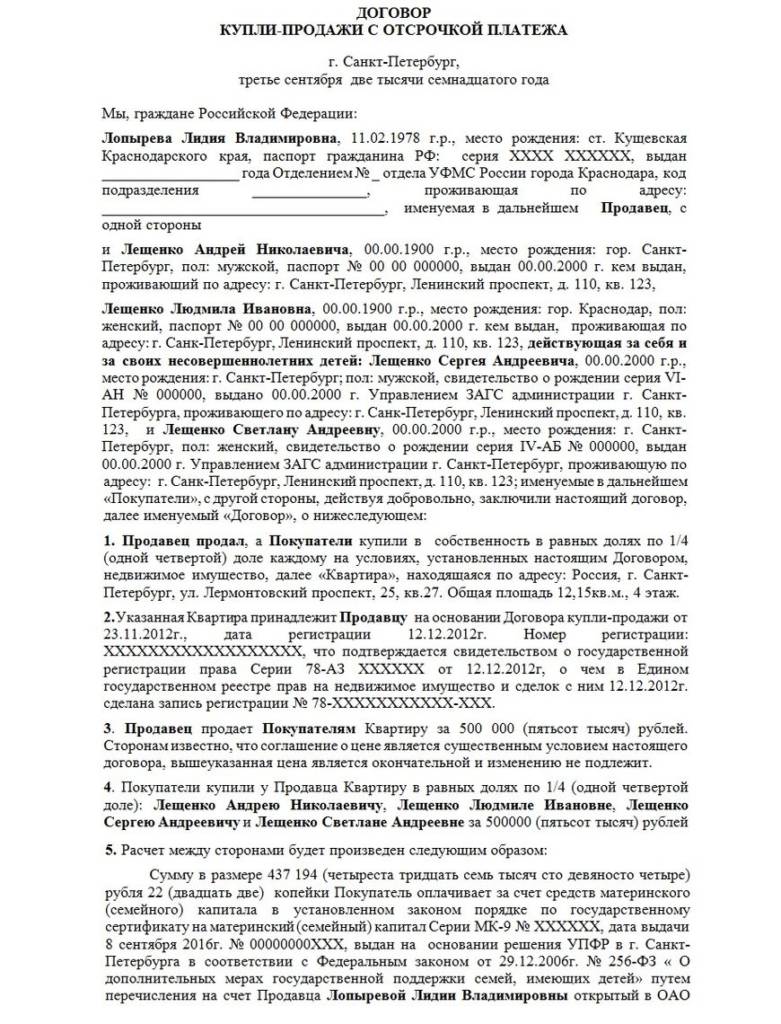 ДОГОВОР
КУПЛИ-ПРОДАЖИ С ОТСРОЧКОЙ ПЛАТЕЖА
г. Санкт-Петербург,
третье сентября две тысячи семнадцатого года
Мы, граждане Российской Федерации:
Лопырева Лидия Владимировна, 11.02.1978 г.р., место рождения: ст. Кущевская
Краснодарского края, паспорт гражданина РФ: серия XXXX XXXXXX, выдан
_________________ года Отделением №_ отдела УФМС России города Краснодара, код
подразделения ______________, проживающая по адресу:
___________________________________, именуемая в дальнейшем Продавец, с
одной стороны
и Лещенко Андрей Николаевича, 00.00.1900 г.р., место рождения: гор. Санкт-
Петербург, пол: мужской, паспорт № 00 00 000000, выдан 00.00.2000 г. кем выдан,
проживающий по адресу: г. Санкт-Петербург, Ленинский проспект, д. 110, кв. 123,
Лещенко Людмила Ивановна, 00.00.1900 г.р., место рождения: гор. Краснодар, пол:
женский, паспорт № 00 00 000000, выдан 00.00.2000 г. кем выдан, проживающая по
адресу: г. Санк-Петербург, Ленинский проспект, д. 110, кв. 123, действующая за себя и
за своих несовершеннолетних детей: Лещенко Сергея Андреевича, 00.00.2000 г.р.,
место рождения: г. Санкт-Петербург; пол: мужской, свидетельство о рождении серия VI-
АН № 000000, выдано 00.00.2000 г. Управлением ЗАГС администрации г. Санкт-
Петербурга, проживающего по адресу: г. Санк-Петербург, Ленинский проспект, д. 110, кв.
123, и Лещенко Светлану Андреевну, 00.00.2000 г.р., место рождения: г. Санкт-
Петербург, пол: женский, свидетельство о рождении серия IV-АБ № 000000, выдан
00.00.2000 г. Управлением ЗАГС администрации г. Санкт-Петербург, проживающую по
адресу: г. Санк-Петербург, Ленинский проспект, д. 110, кв. 123; именуемые в дальнейшем
«Покупатели», с другой стороны, действуя добровольно, заключили настоящий договор,
далее именуемый «Договор», о нижеследующем:
1. Продавец продал, а Покупатели купили в собственность в равных долях по 1/4
(одной четвертой) доле каждому на условиях, установленных настоящим Договором,
недвижимое имущество, далее «Квартира», находящаяся по адресу: Россия, г. Санкт-
Петербург, ул. Лермонтовский проспект, 25, кв.27. Общая площадь 12,15кв.м., 4 этаж.
2.Указанная Квартира принадлежит Продавцу на основании Договора купли-продажи от
23.11.2012г., дата регистрации 12.12.2012г. Номер регистрации:
XXXXXXXXXXXXXXXXXX, что подтверждается свидетельством о государственной
регистрации права Серии 78-АЗ XXXXXX от 12.12.2012г, о чем в Едином
государственном реестре прав на недвижимое имущество и сделок с ним 12.12.2012г.
сделана запись регистрации № 78-XXXXXXXXXXX-XXX.
3. Продавец продает Покупателям Квартиру за 500 000 (пятьсот тысяч) рублей.
Сторонам известно, что соглашение о цене является существенным условием настоящего
договора, вышеуказанная цена является окончательной и изменению не подлежит.
4. Покупатели купили у Продавца Квартиру в равных долях по 1/4 (одной четвертой
доле): Лещенко Андрею Николаевичу, Лещенко Людмиле Ивановне, Лещенко
Сергею Андреевичу и Лещенко Светлане Андреевне за 500000 (пятьсот тысяч) рублей
5. Расчет между сторонами будет произведен следующим образом:
Сумму в размере 437 194 (четыреста тридцать семь тысяч сто девяносто четыре)
рубля 22 (двадцать две) копейки Покупатель оплачивает за счет средств материнского
(семейного) капитала в установленном законом порядке по государственному
сертификату на материнский (семейный) капитал Серии МК-9 № XXXXXX, дата выдачи
8 сентября 2016г. № 00000000XXX, выдан на основании решения УПФР в г. Санкт-
Петербурга в соответствии с Федеральным законом от 29.12.2006г. № 256-ФЗ « О
дополнительных мерах государственной поддержки семей, имеющих детей» путем
перечисления на счет Продавца Лопыревой Лидии Владимировны открытый в ОАО